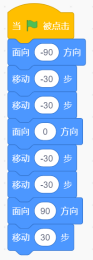 当 被点击
面向 -90 方向
移动 -30 步
移动 -30 步
面向 0 方向
移动 -30 步
移动 -30 步
面向 90 方向
移动 30 步